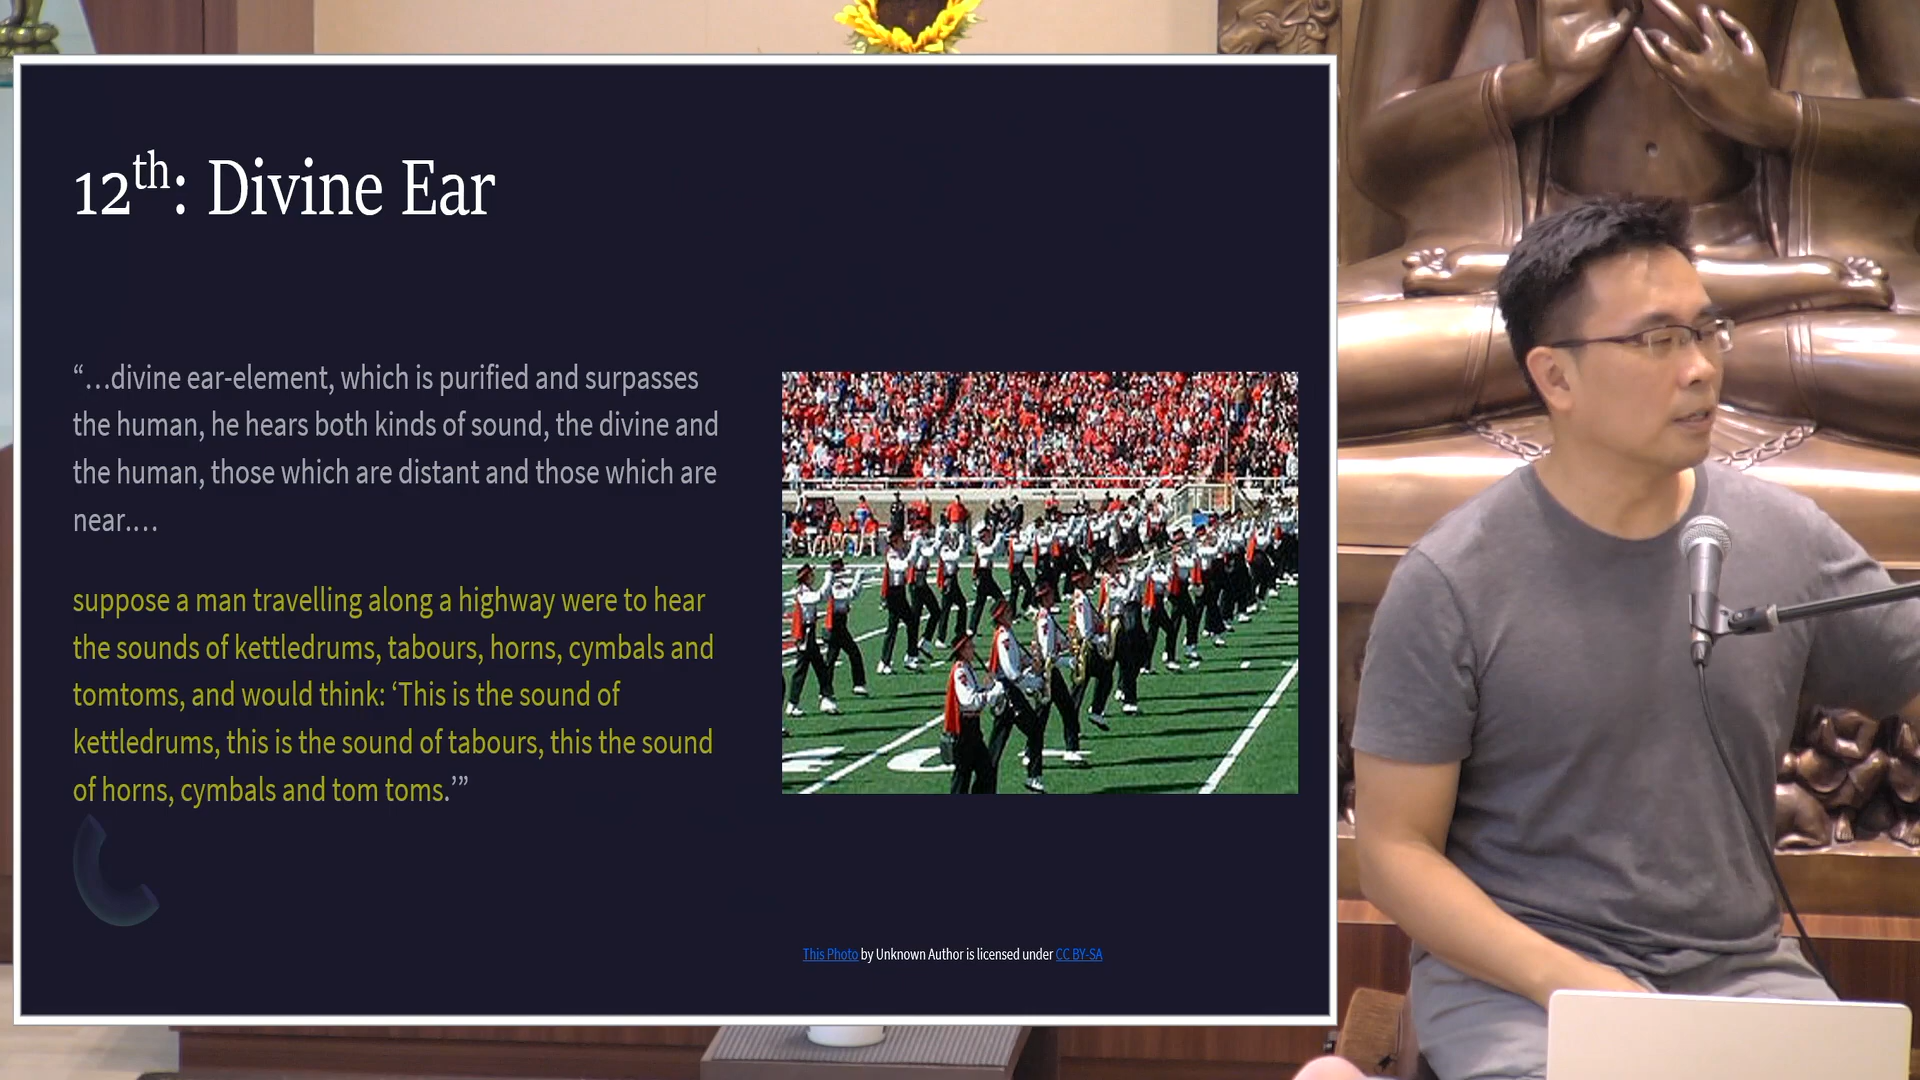 12th: Divine Ear
“…divine ear-element, which is purified and surpasses
the human, he hears both kinds of sound, the divine and
the human, those which are distant and those which are
near.…
suppose a man travelling along a highway were to hear
the sounds of kettledrums, tabours, horns, cymbals and
tomtoms, and would think: ‘This is the sound of
kettledrums, this is the sound of tabours, this the sound
of horns, cymbals and tom toms.’”
This Photo by Unknown Author is licensed under CC BY-SA